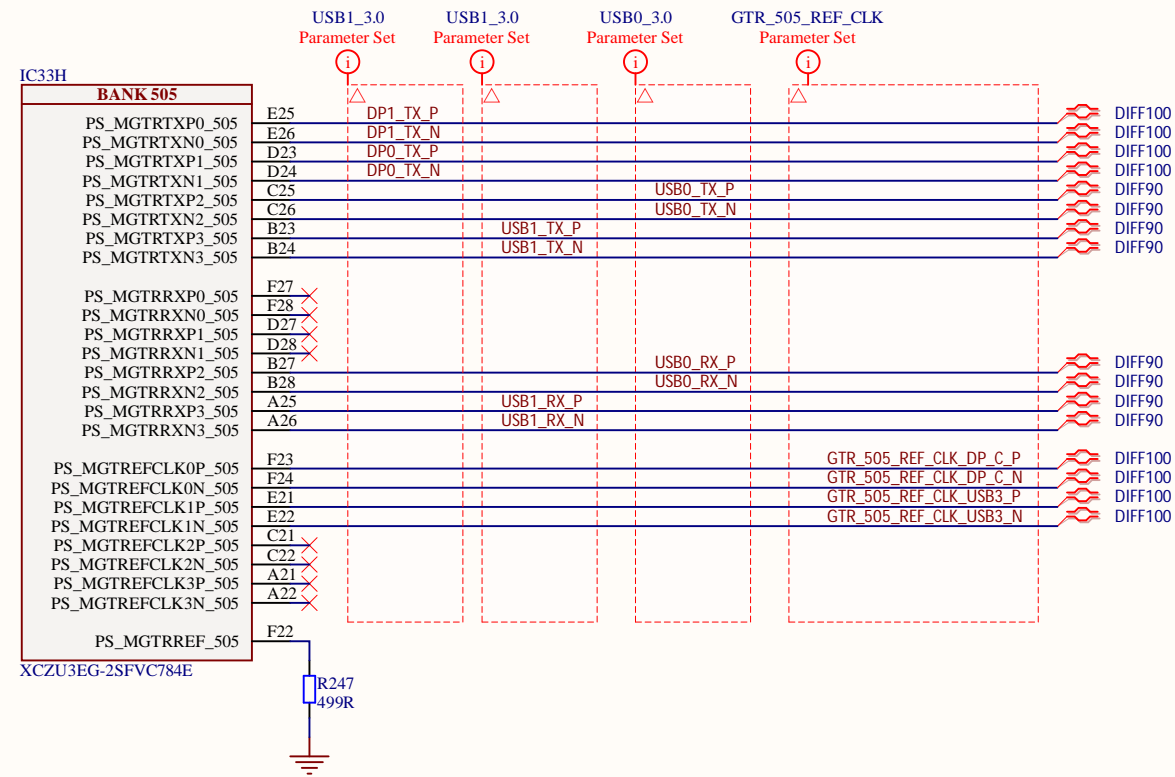 USB1_3.0 USB1_3.0 USB0_3.0 GTR_505_REF_CLK
Parameter Set Parameter Set Parameter Set Parameter Set
i i i i
IC33H
BANK 505
PS_MGTRTXP0_505 E25 DP1_TX_P DIFF100
PS_MGTRTXN0_505 E26 DP1_TX_N DIFF100
PS_MGTRTXP1_505 D23 DP0_TX_P DIFF100
PS_MGTRTXN1_505 D24 DP0_TX_N DIFF100
PS_MGTRTXP2_505 C25 USB0_TX_P DIFF90
PS_MGTRTXN2_505 C26 USB0_TX_N DIFF90
PS_MGTRTXP3_505 B23 USB1_TX_P DIFF90
PS_MGTRTXN3_505 B24 USB1_TX_N DIFF90
PS_MGTRRXP0_505 F27
PS_MGTRRXN0_505 F28
PS_MGTRRXP1_505 D27
PS_MGTRRXN1_505 D28
PS_MGTRRXP2_505 B27 USB0_RX_P DIFF90
PS_MGTRRXN2_505 B28 USB0_RX_N DIFF90
PS_MGTRRXP3_505 A25 USB1_RX_P DIFF90
PS_MGTRRXN3_505 A26 USB1_RX_N DIFF90
PS_MGTREFCLK0P_505 F23 GTR_505_REF_CLK_DP_C_P DIFF100
PS_MGTREFCLK0N_505 F24 GTR_505_REF_CLK_DP_C_N DIFF100
PS_MGTREFCLK1P_505 E21 GTR_505_REF_CLK_USB3_P DIFF100
PS_MGTREFCLK1N_505 E22 GTR_505_REF_CLK_USB3_N DIFF100
PS_MGTREFCLK2P_505 C21
PS_MGTREFCLK2N_505 C22
PS_MGTREFCLK3P_505 A21
PS_MGTREFCLK3N_505 A22
PS_MGTRREF_505 F22
XCZU3EG-2SFVC784E
R247
499R